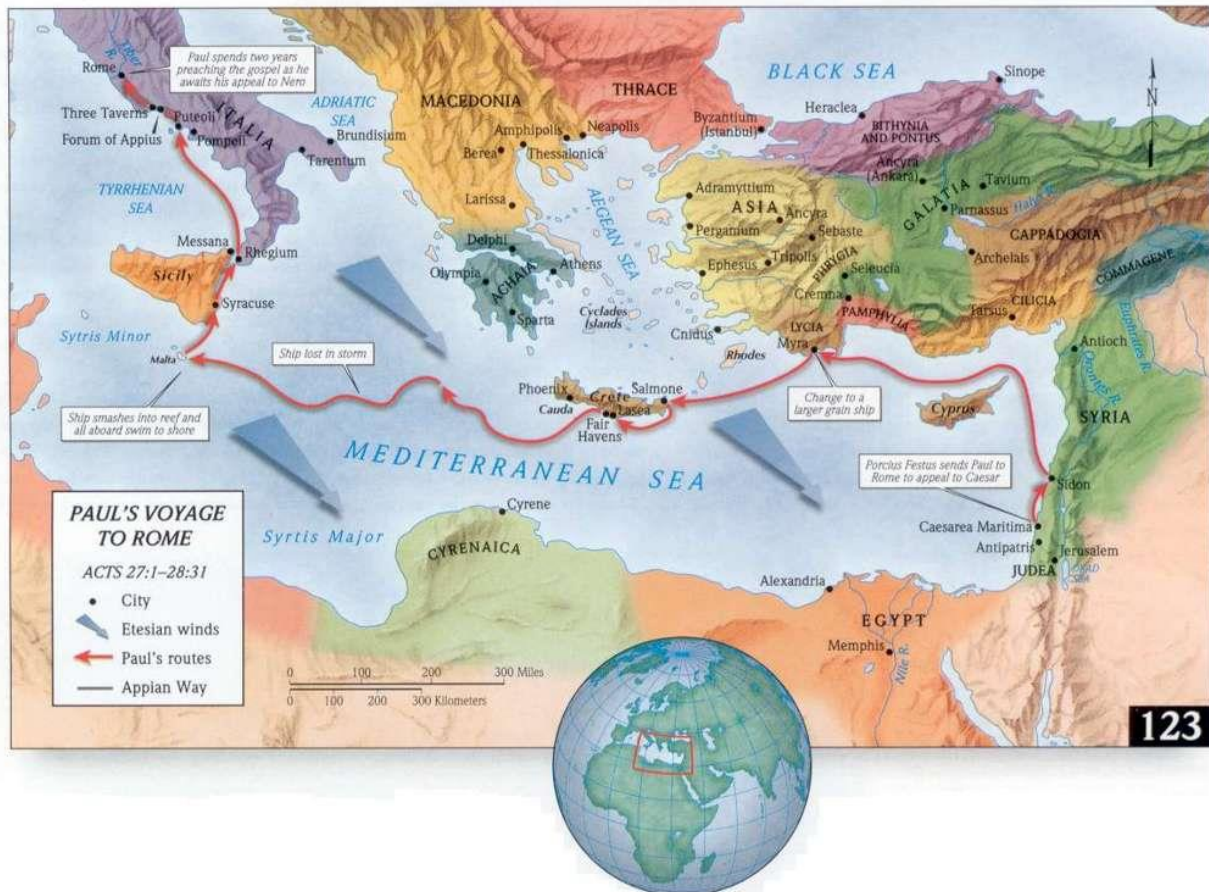 Tiber
R.
Rome
Paul spends two years
preaching the gospel as he
awaits his appeal to Nero
Three Taverns
Forum of Appius
Puteoli
Pompeii
ITALIA
ADRIATIC
SEA
Brundisium
Tarentum
TYRRHENIAN
SEA
Messana
Rhegium
Sicily
Syracuse
Sytris Minor
Malta
Ship lost in storm
Ship smashes into reef and
all aboard swim to shore
MACEDONIA
THRACE
Amphipolis
Neapolis
Berea
Thessalonica
Larissa
AEGEAN SEA
Delphi
Olympia
ACHAIA
Athens
Sparta
Cyclades
Islands
BLACK SEA
Sinope
Heraclea
Byzantium
(Istanbul)
BITHYNIA
AND PONTUS
Ancyra
(Ankara)
Tavium
GALATIA
Parnassus
Halys R.
Adramyttium
ASIA
Ancyra
Pergamum
Sebaste
Tripolis
Ephesus
PHRYGIA
Seleucia
Cremna
PAMPHYLIA
CAPPADOGIA
Archelais
COMMAGENE
CILICIA
Tarsus
Euphrites R.
Cnidus
LYCIA
Myra
Rhodes
Antioch
Orontes R.
SYRIA
Cyprus
Change to a
larger grain ship
Phoenix
Crete
Salmone
Cauda
Lasea
Fair
Havens
MEDITERRANEAN SEA
Porcius Festus sends Paul to
Rome to appeal to Caesar
Sidon
Caesarea Maritima
Antipatris
Jerusalem
JUDEA
DEAD
SEA
Cyrene
Syrtis Major
CYRENAICA
Alexandria
EGYPT
Memphis
Nile R.
N
PAUL'S VOYAGE
TO ROME
ACTS 27:1–28:31
City
Etesian winds
Paul's routes
Appian Way
0 100 200 300 Miles
0 100 200 300 Kilometers
123